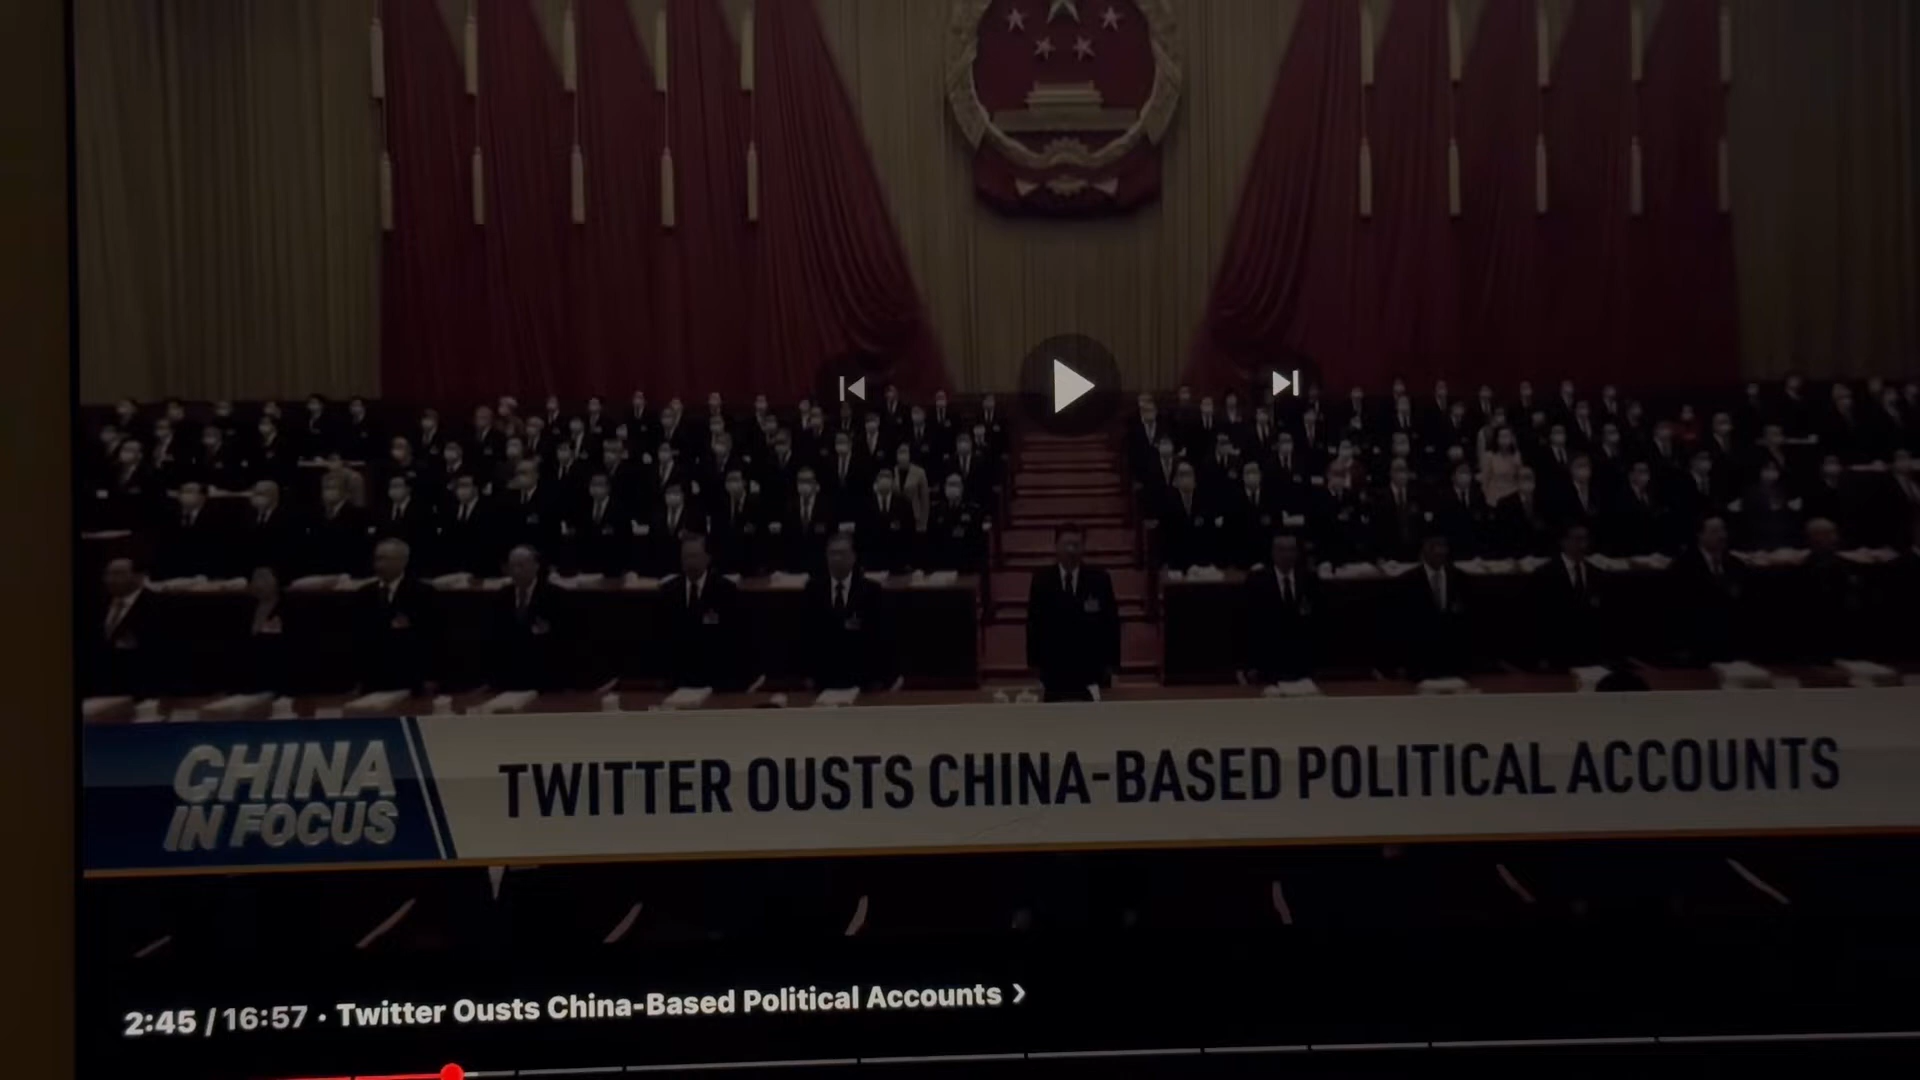 CHINA
IN FOCUS
TWITTER OUSTS CHINA-BASED POLITICAL ACCOUNTS
2:45 / 16:57 · Twitter Ousts China-Based Political Accounts ›